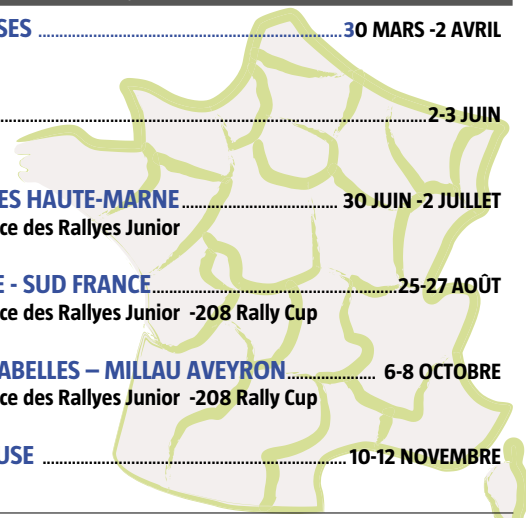 SES ................ 30 MARS -2 AVRIL
................ 2-3 JUIN
ES HAUTE-MARNE ................ 30 JUIN -2 JUILLET
ce des Rallyes Junior
E - SUD FRANCE ................ 25-27 AOÛT
ce des Rallyes Junior -208 Rally Cup
ABELLES – MILLAU AVEYRON ................ 6-8 OCTOBRE
ce des Rallyes Junior -208 Rally Cup
USE ................ 10-12 NOVEMBRE